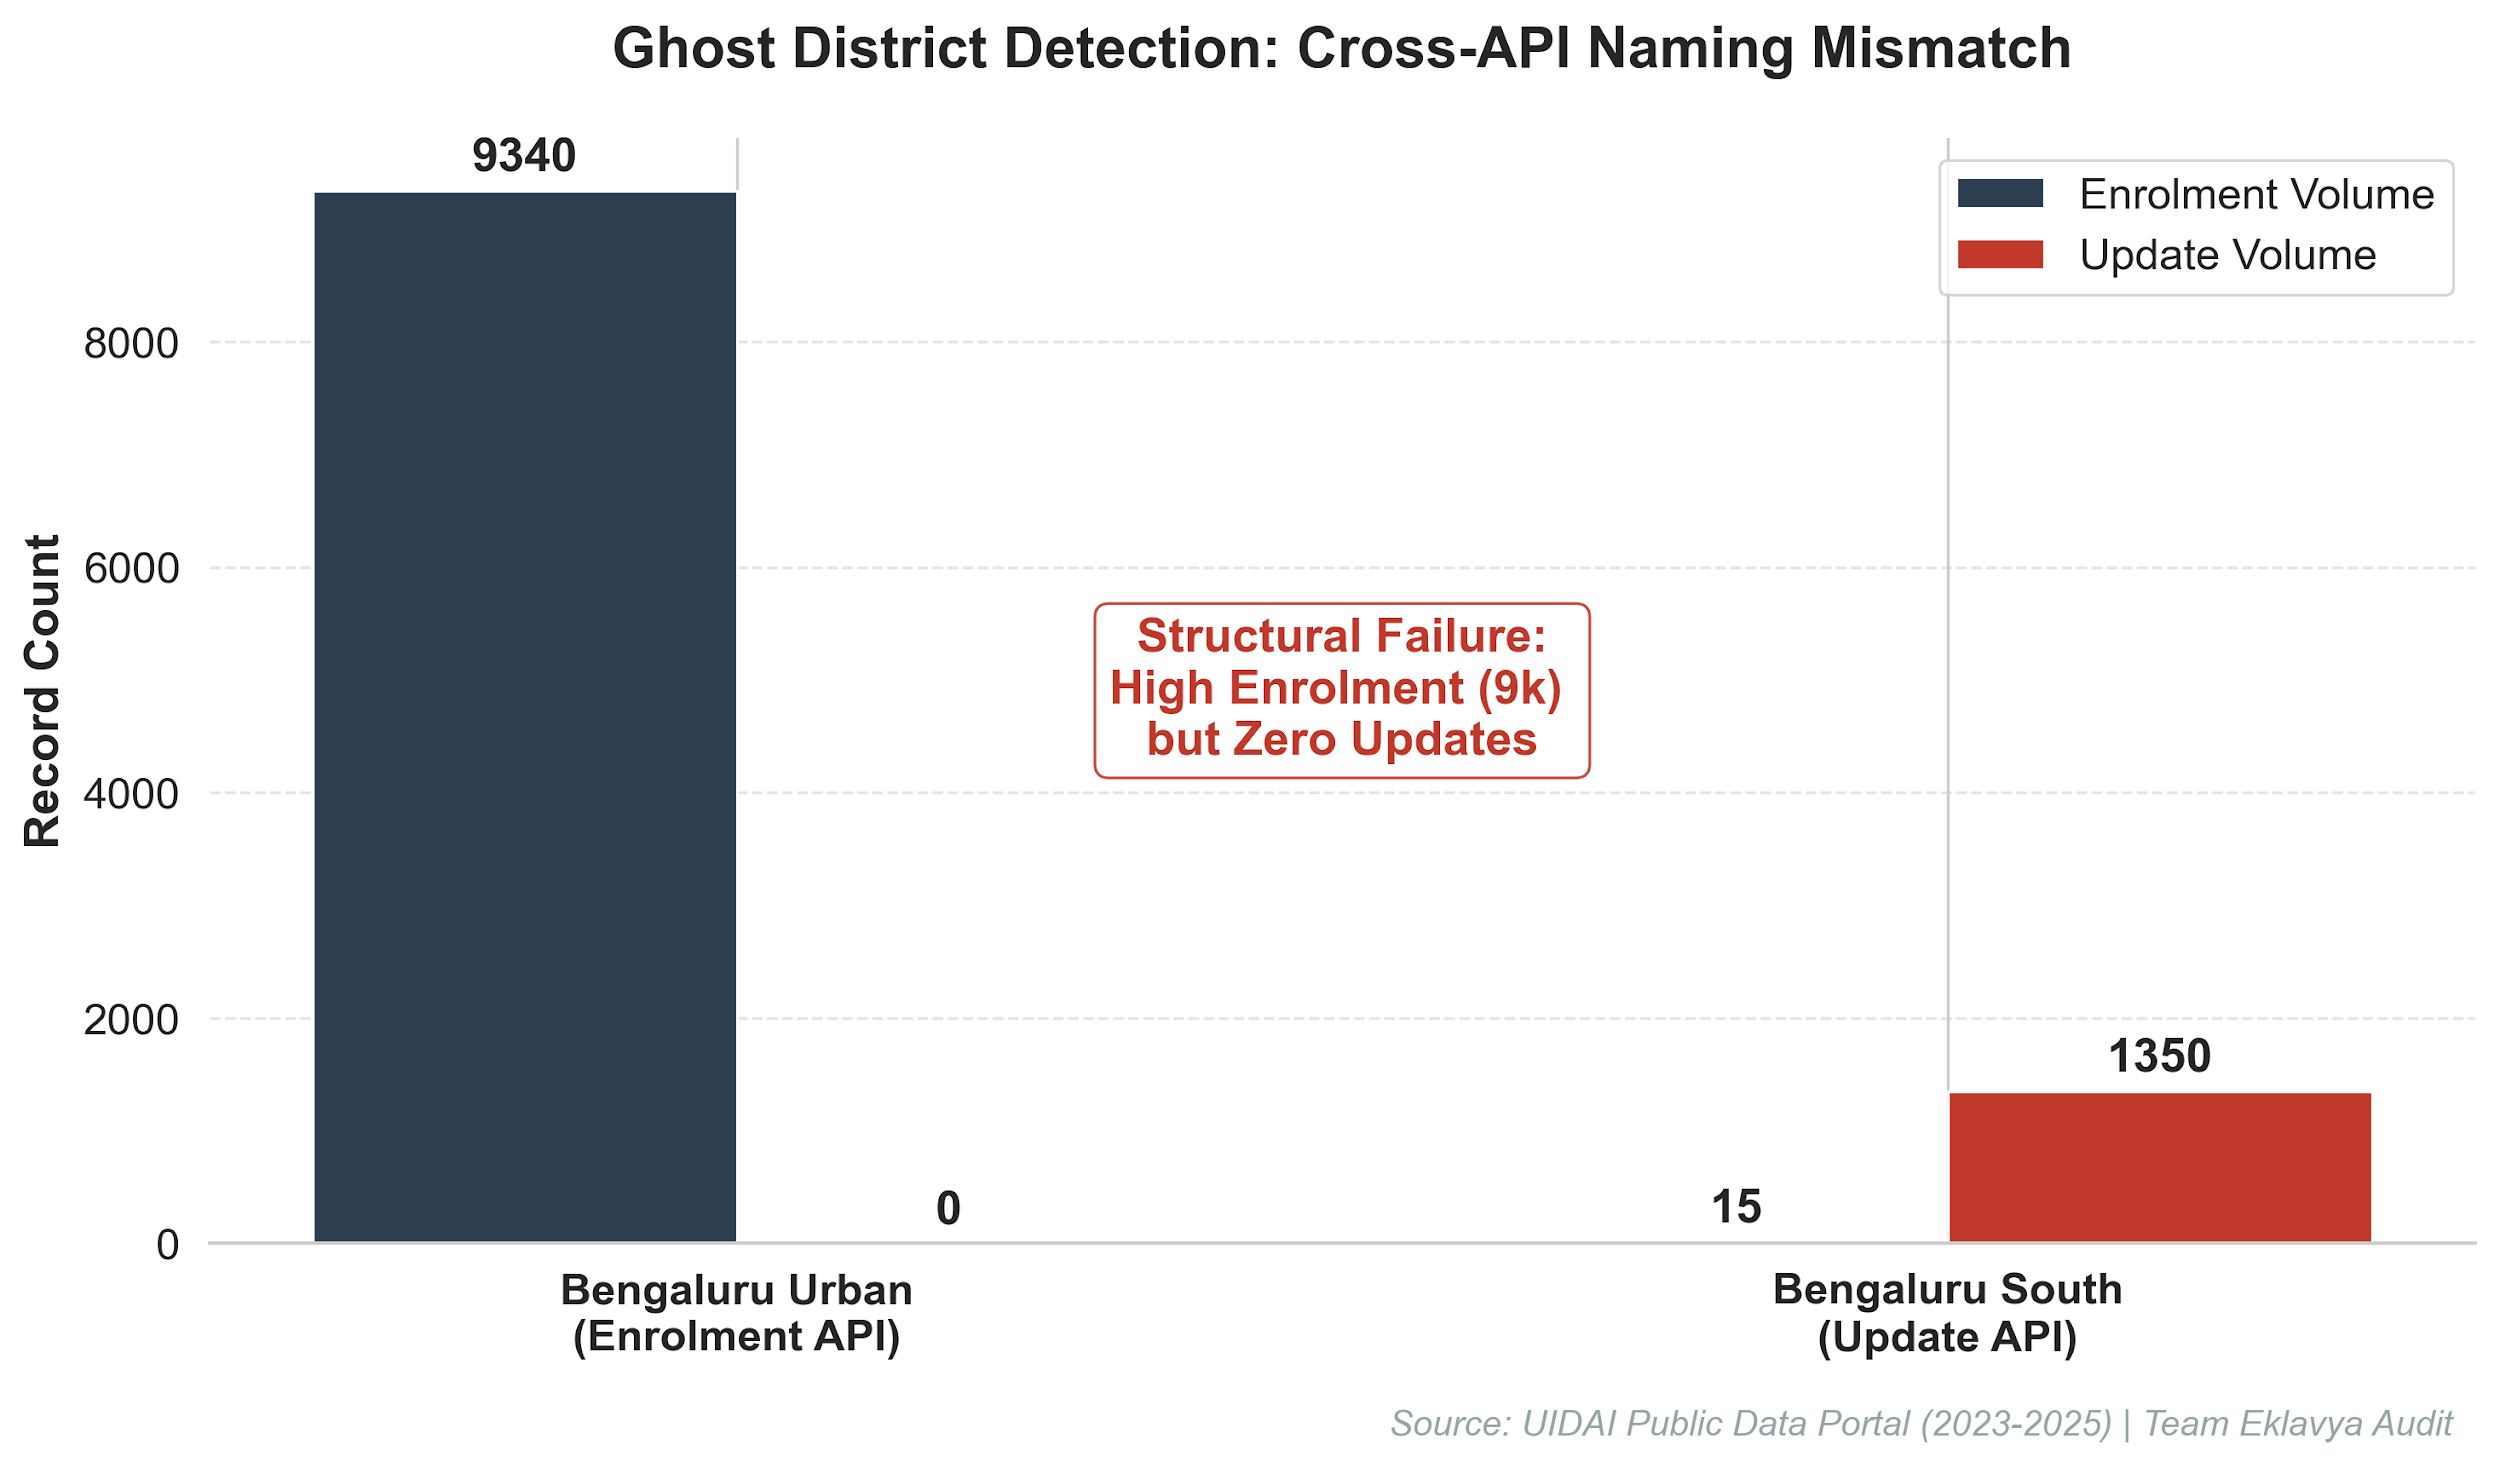 Ghost District Detection: Cross-API Naming Mismatch
9340
Enrolment Volume
Update Volume
8000
6000
4000
2000
0
Record Count
Structural Failure:
High Enrolment (9k)
but Zero Updates
0
15
1350
Bengaluru Urban
(Enrolment API)
Bengaluru South
(Update API)
Source: UIDAI Public Data Portal (2023-2025) | Team Eklavya Audit